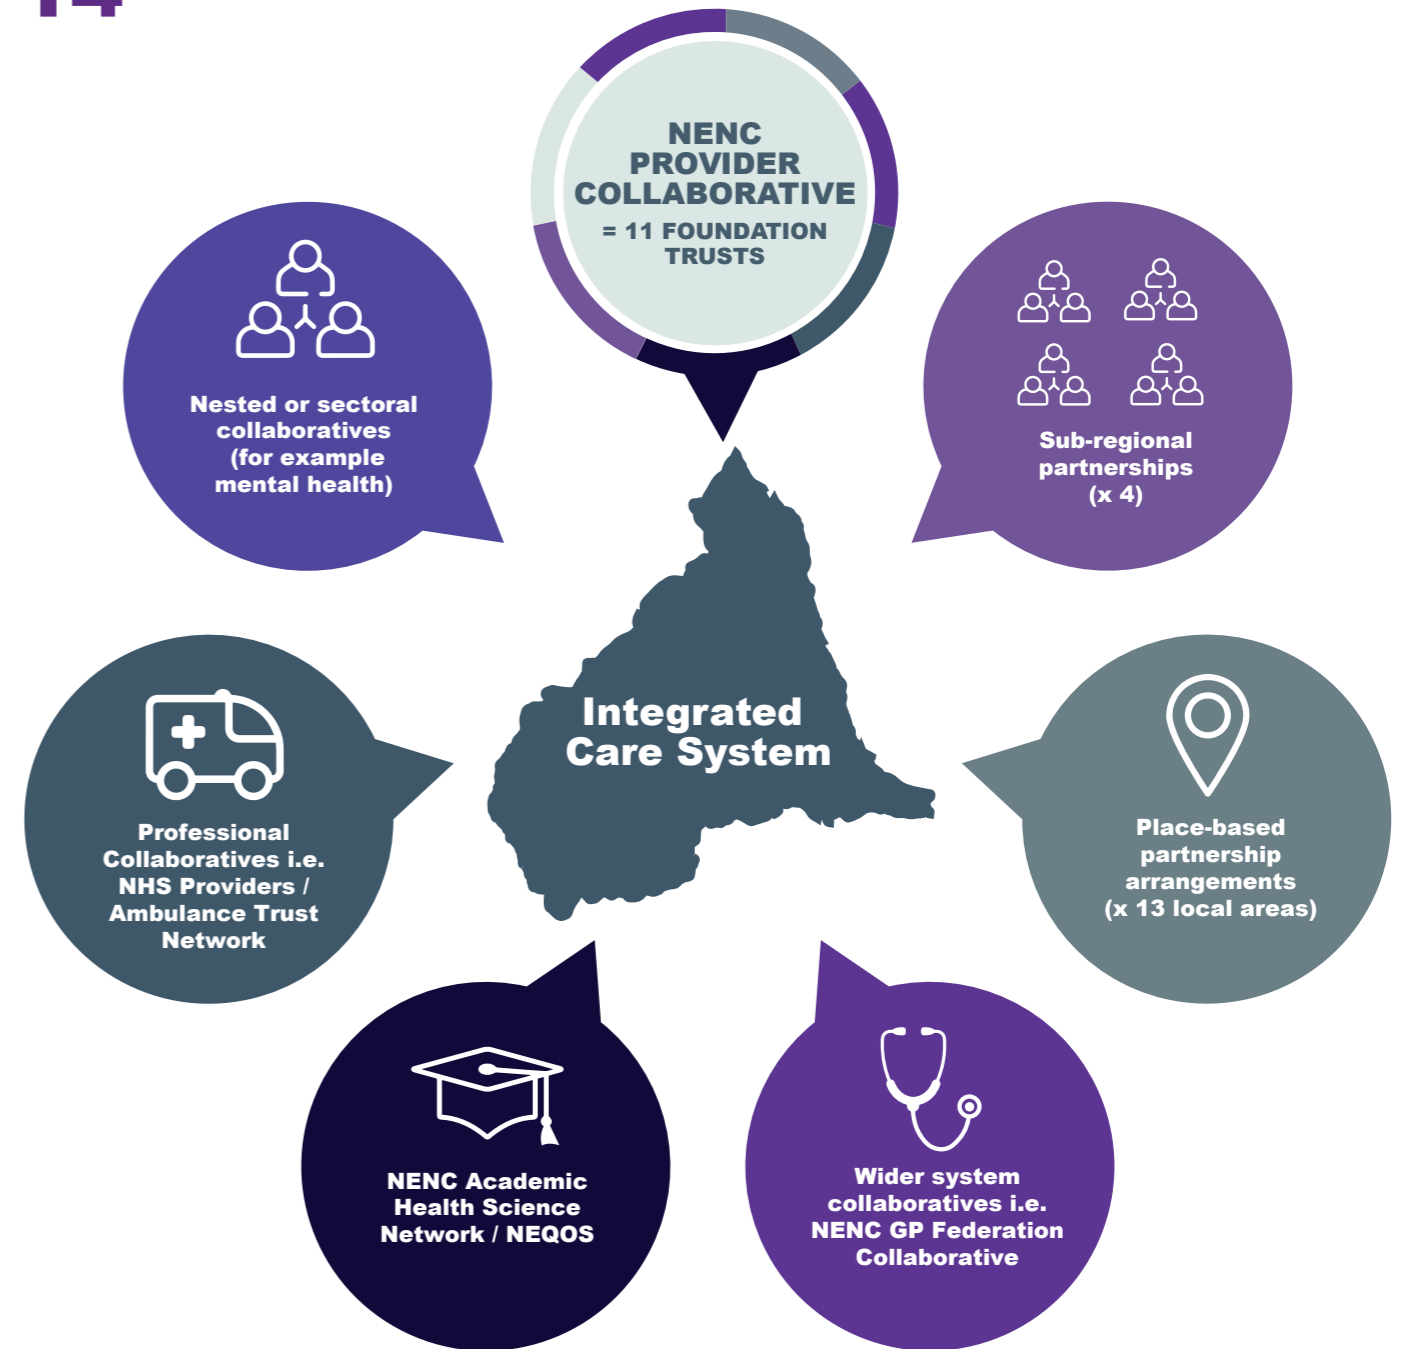 NENC
PROVIDER
COLLABORATIVE
= 11 FOUNDATION
TRUSTS
Nested or sectoral
collaboratives
(for example
mental health)
Sub-regional
partnerships
(x 4)
Integrated
Care System
Professional
Collaboratives i.e.
NHS Providers /
Ambulance Trust
Network
Place-based
partnership
arrangements
(x 13 local areas)
NENC Academic
Health Science
Network / NEQOS
Wider system
collaboratives i.e.
NENC GP Federation
Collaborative